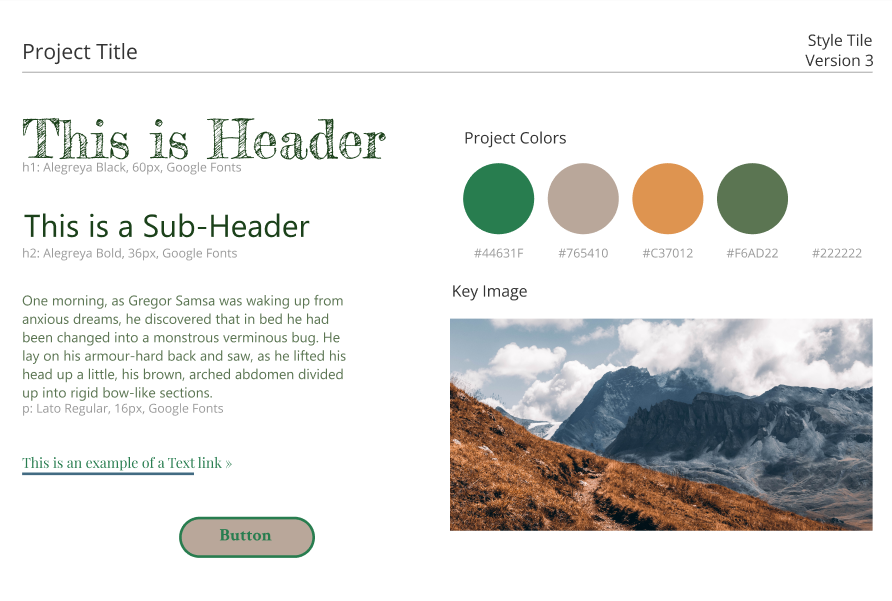 Project Title
Style Tile
Version 3
This is Header
h1: Alegreya Black, 60px, Google Fonts
This is a Sub-Header
h2: Alegreya Bold, 36px, Google Fonts
One morning, as Gregor Samsa was waking up from
anxious dreams, he discovered that in bed he had
been changed into a monstrous verminous bug. He
lay on his armour-hard back and saw, as he lifted his
head up a little, his brown, arched abdomen divided
up into rigid bow-like sections.
p: Lato Regular, 16px, Google Fonts
This is an example of a Text link »
Button
Project Colors
#44631F #765410 #C37012 #F6AD22 #222222
Key Image